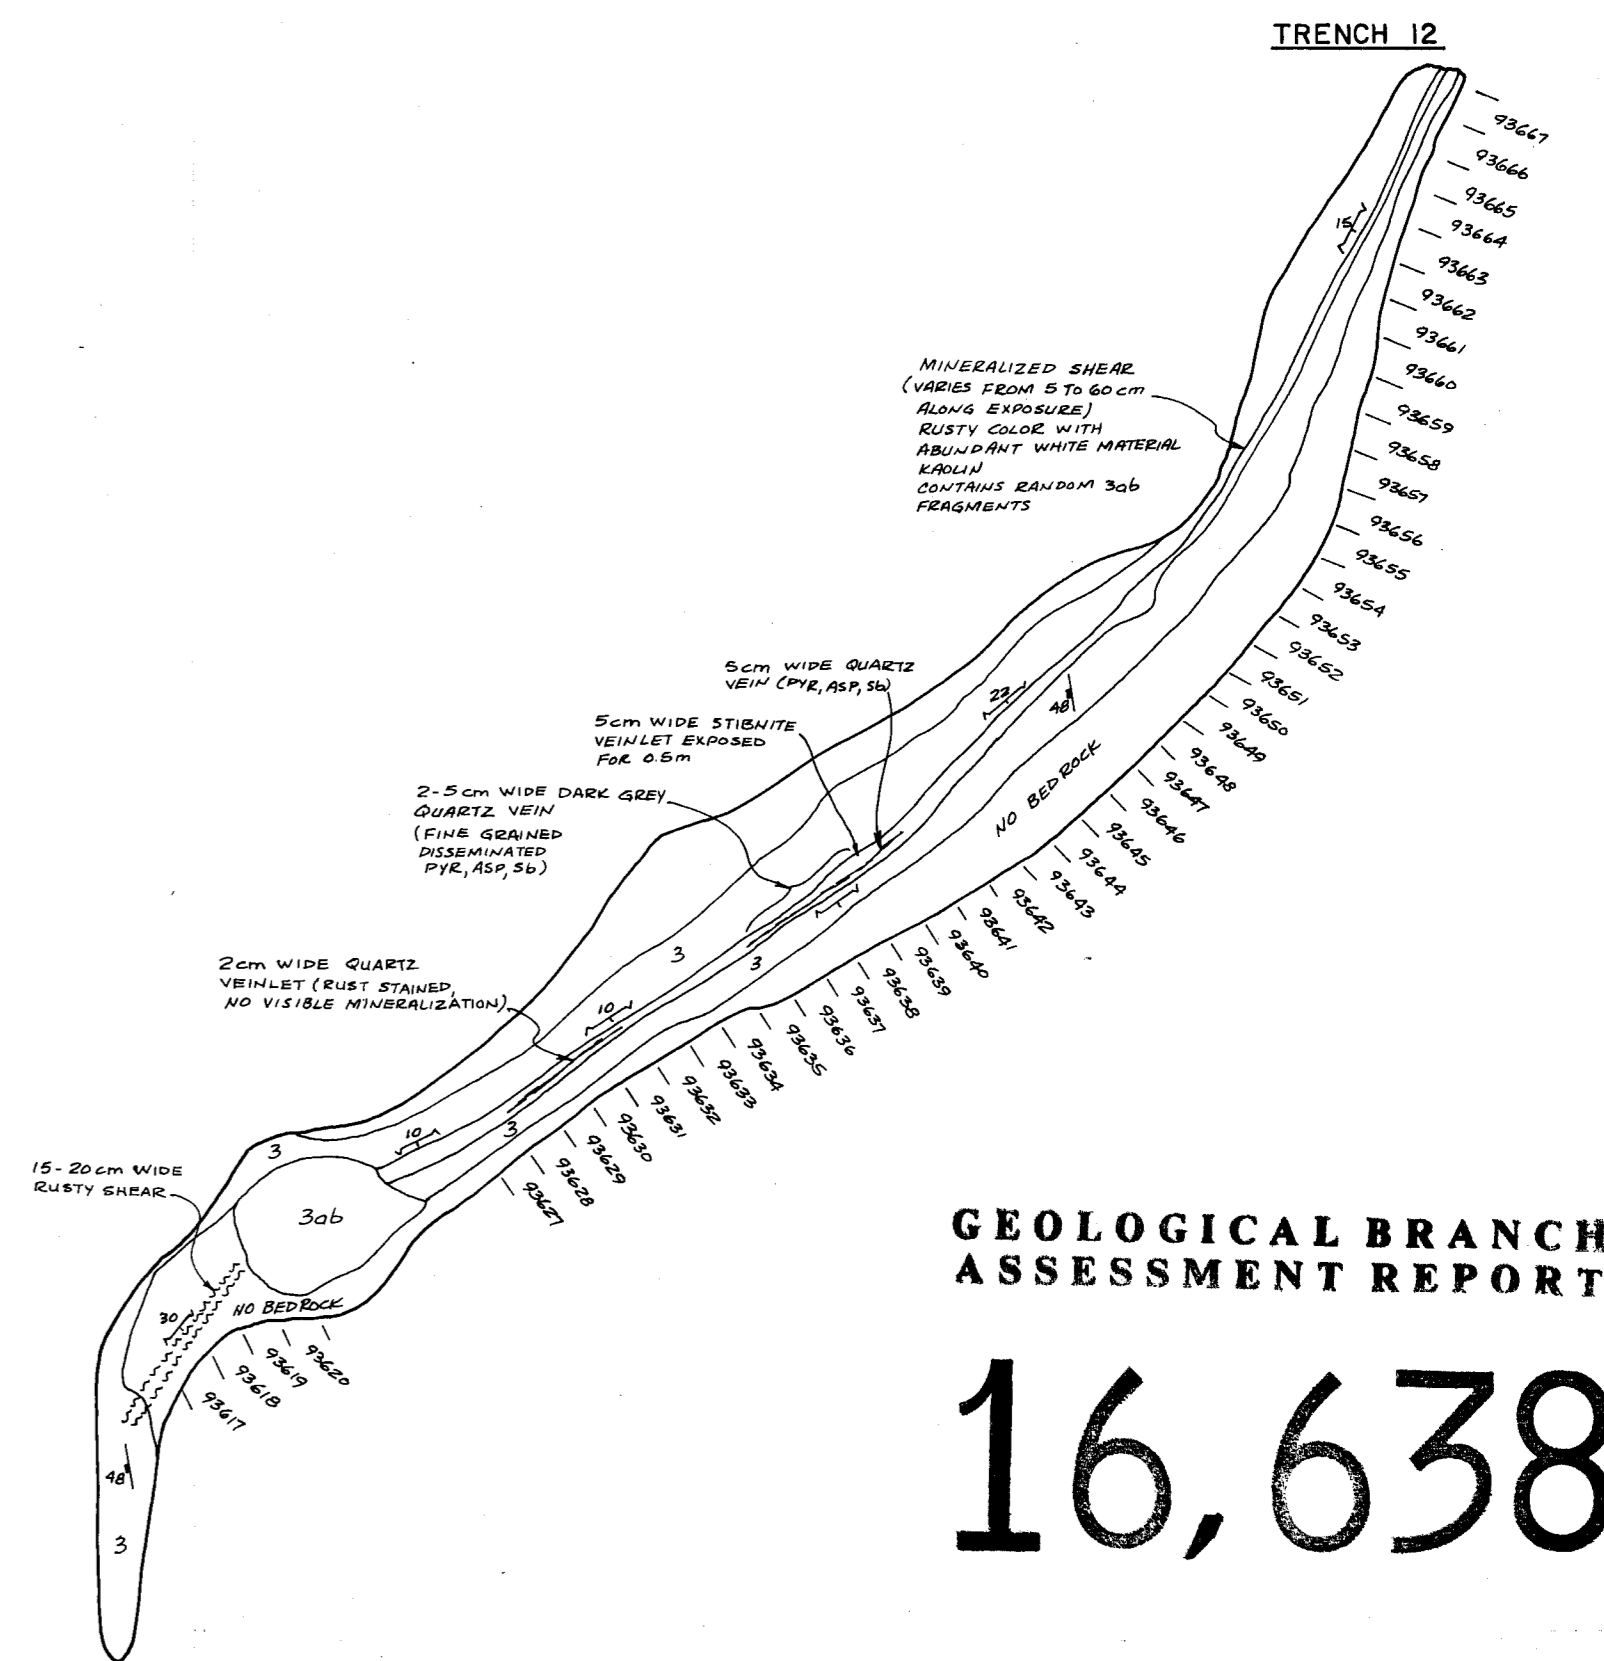 TRENCH 12
93667
93666
93665
93664
93663
93662
93661
93660
93659
93658
93657
93656
93655
93654
93653
93652
93651
93650
93649
93648
93647
93646
93645
93644
93643
93642
93641
93640
93639
93638
93637
93636
93635
93634
93633
93632
93631
93630
93629
93628
93627
93620
93619
93618
93617
15
MINERALIZED SHEAR
(VARIES FROM 5 TO 60 cm
ALONG EXPOSURE)
RUSTY COLOR WITH
ABUNDANT WHITE MATERIAL
KAOLIN
CONTAINS RANDOM 3ab
FRAGMENTS
5cm WIDE QUARTZ
VEIN (PYR, ASP, Sb)
22
48
5cm WIDE STIBNITE
VEINLET EXPOSED
FOR 0.5m
NO BEDROCK
2-5cm WIDE DARK GREY
QUARTZ VEIN
(FINE GRAINED
DISSEMINATED
PYR, ASP, Sb)
3
3
2cm WIDE QUARTZ
VEINLET (RUST STAINED,
NO VISIBLE MINERALIZATION)
10
10
3
3
15-20cm WIDE
RUSTY SHEAR
3ab
30
NO BEDROCK
48
3
GEOLOGICAL BRANCH
ASSESSMENT REPORT
16,638